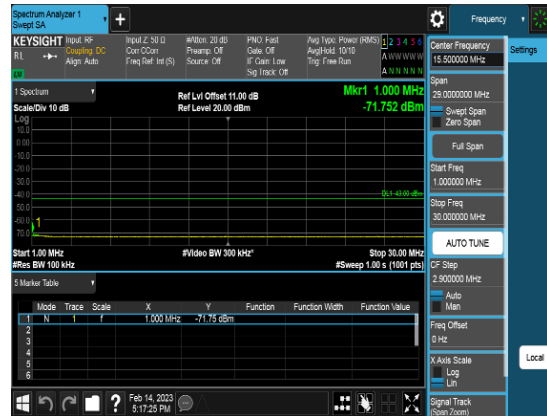 Spectrum Analyzer 1
Swept SA
+
Frequency
KEYSIGHT
Input: RF
Coupling: DC
Align: Auto
Input Z: 50 Ω
Corr CCorr
Freq Ref: Int (S)
#Atten: 20 dB
Preamp: Off
Source: Off
PNO: Fast
Gate: Off
IF Gain: Low
Sig Track: Off
Avg Type: Power (RMS)
Avg|Hold: 10/10
Trig: Free Run
1 2 3 4 5 6
A W W W W W
A N N N N N
RL
LXI
1 Spectrum
Scale/Div 10 dB
Ref Lvl Offset 11.00 dB
Ref Level 20.00 dBm
Mkr1 1.000 MHz
-71.752 dBm
Log
10.0
0.00
-10.0
-20.0
-30.0
-40.0
-50.0
-60.0
-70.0
DL1 -43.00 dBm
1
Start 1.00 MHz
#Res BW 100 kHz
#Video BW 300 kHz*
Stop 30.00 MHz
#Sweep 1.00 s (1001 pts)
5 Marker Table
Mode Trace Scale X Y Function Function Width Function Value
1 N 1 f 1.000 MHz -71.75 dBm
2
3
4
5
6
Feb 14, 2023
5:17:25 PM
Center Frequency
15.500000 MHz
Settings
Span
29.0000000 MHz
Swept Span
Zero Span
Full Span
Start Freq
1.000000 MHz
Stop Freq
30.000000 MHz
AUTO TUNE
CF Step
2.900000 MHz
Auto
Man
Freq Offset
0 Hz
X Axis Scale
Log
Lin
Local
Signal Track
(Span Zoom)